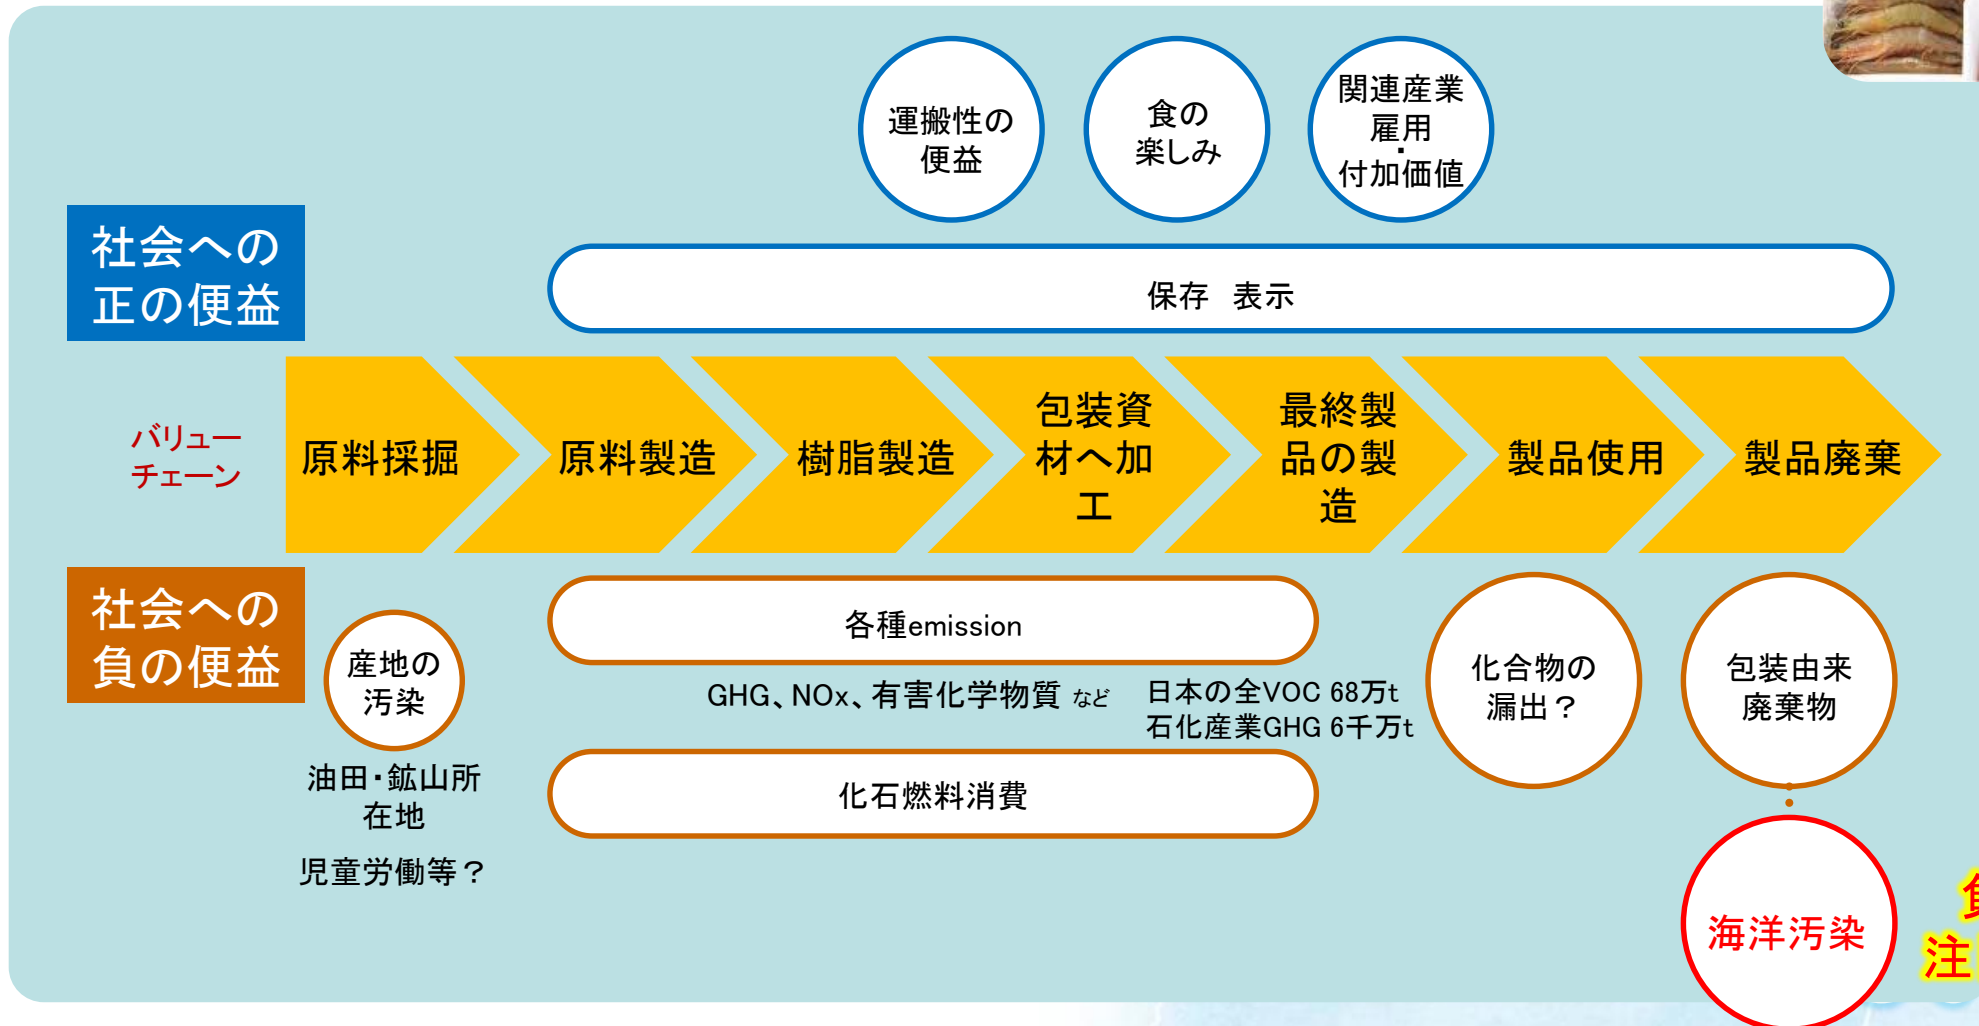 運搬性の
便益
食の
楽しみ
関連産業
雇用
・
付加価値
社会への
正の便益
保存　表示
バリュー
チェーン
原料採掘
原料製造
樹脂製造
包装資
材へ加
工
最終製
品の製
造
製品使用
製品廃棄
社会への
負の便益
産地の
汚染
油田・鉱山所
在地
児童労働等？
各種emission
GHG、NOx、有害化学物質 など
日本の全VOC 68万t
石化産業GHG 6千万t
化石燃料消費
化合物の
漏出？
包装由来
廃棄物
海洋汚染
注